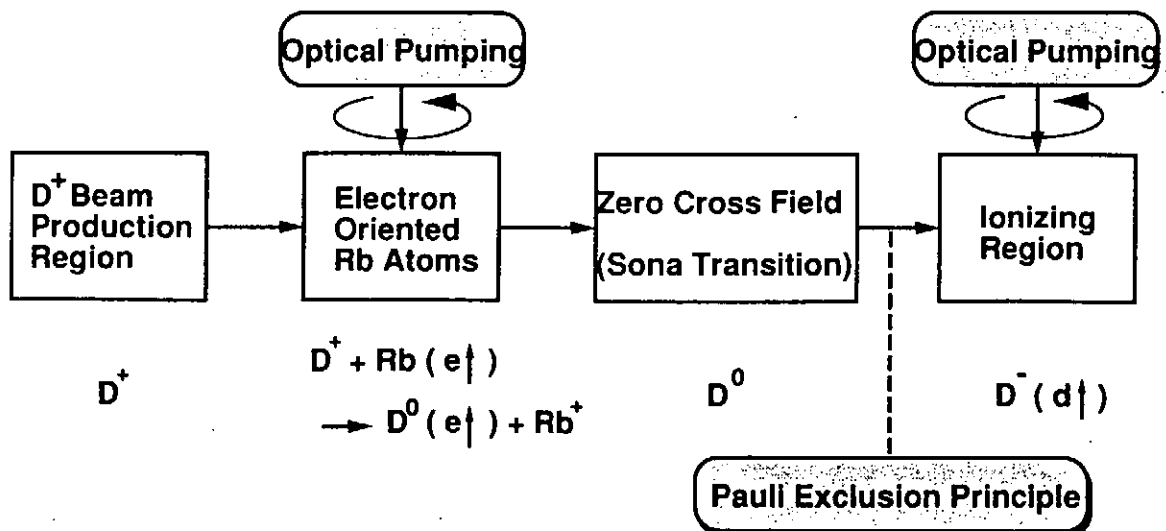 Optical Pumping
Optical Pumping
D⁺ Beam
Production
Region
Electron
Oriented
Rb Atoms
Zero Cross Field
(Sona Transition)
Ionizing
Region
D⁺
D⁺ + Rb ( e↑ )
→ D⁰ ( e↑ ) + Rb⁺
D⁰
D⁻ ( d↑ )
Pauli Exclusion Principle